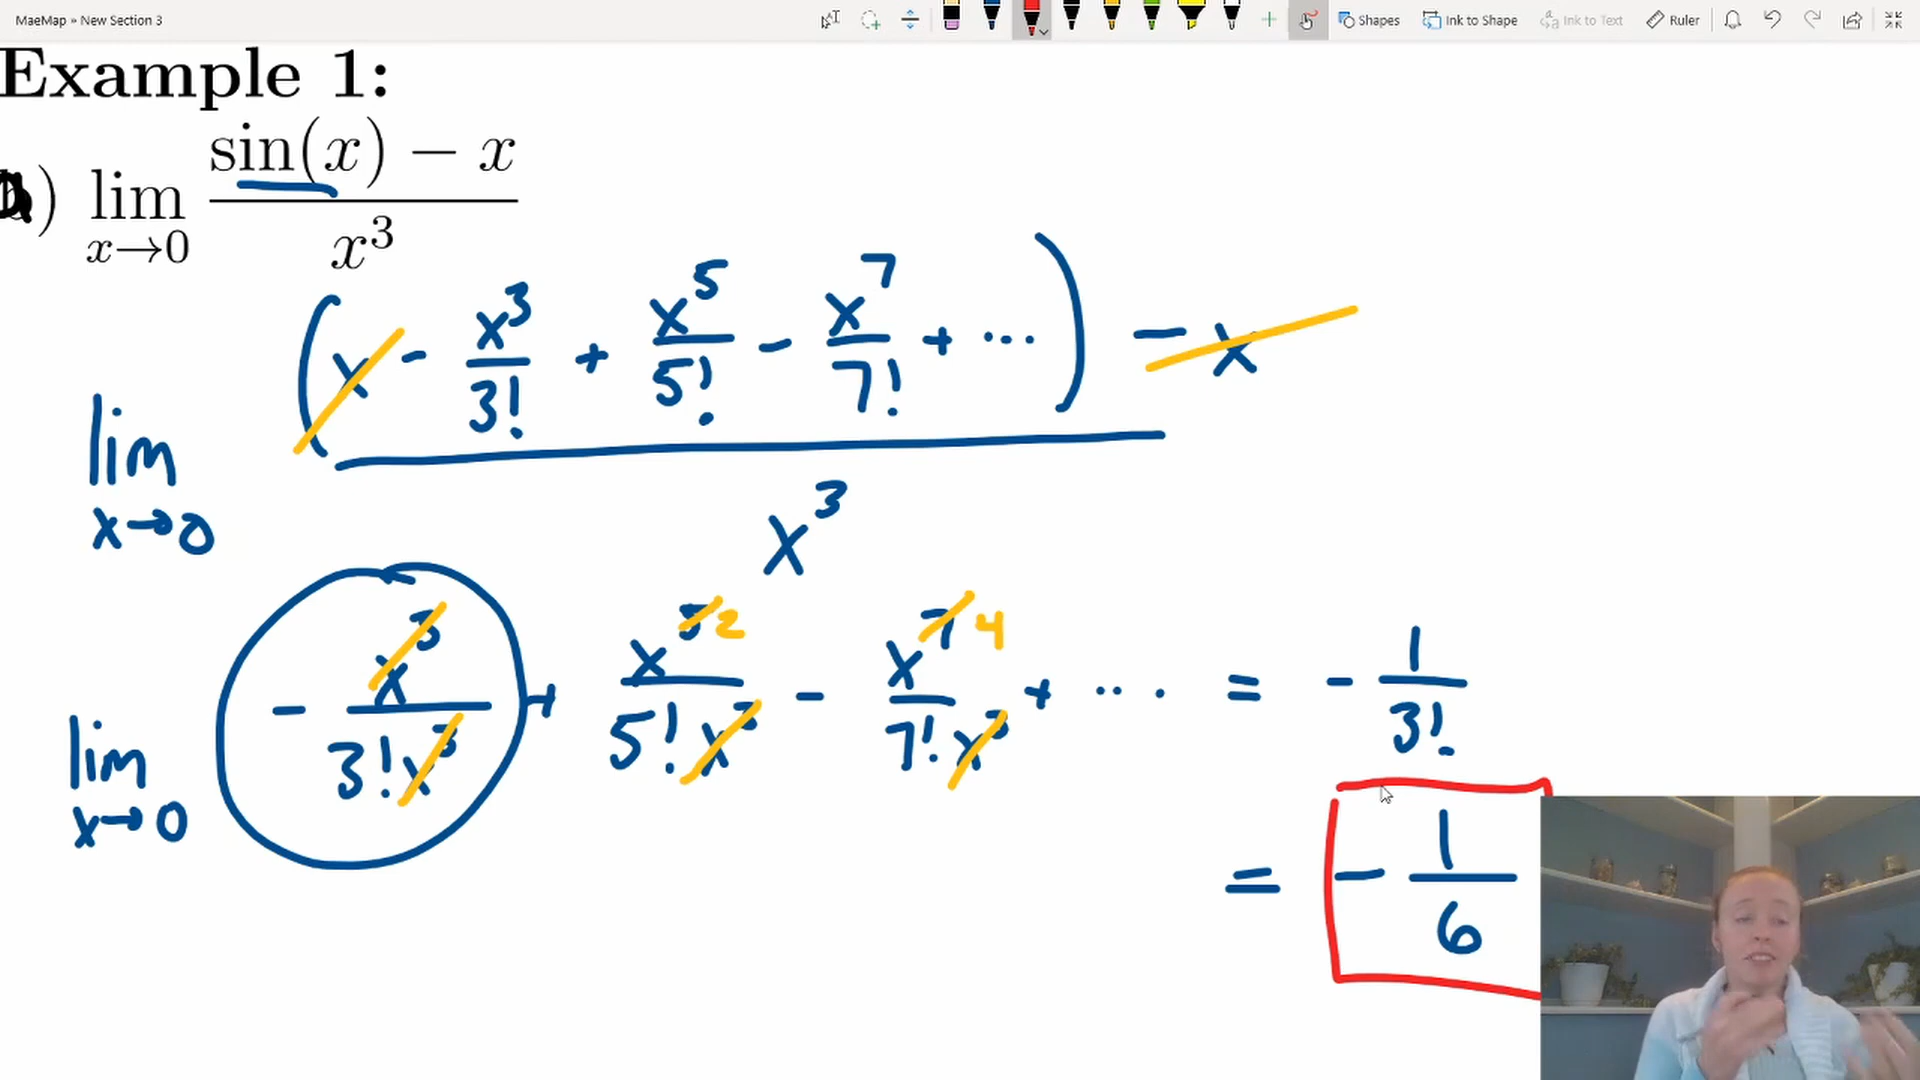 MaeMap » New Section 3
Shapes Ink to Shape Ink to Text Ruler
Example 1:
) lim x→0 (sin(x) − x)/x³
lim x→0 ((x − x³/3! + x⁵/5! − x⁷/7! + ···) − x)/x³
lim x→0 − x³/(3! x³) + x⁵ ²/(5! x³) − x⁷ ⁴/(7! x³) + ··· = − 1/3!
= − 1/6